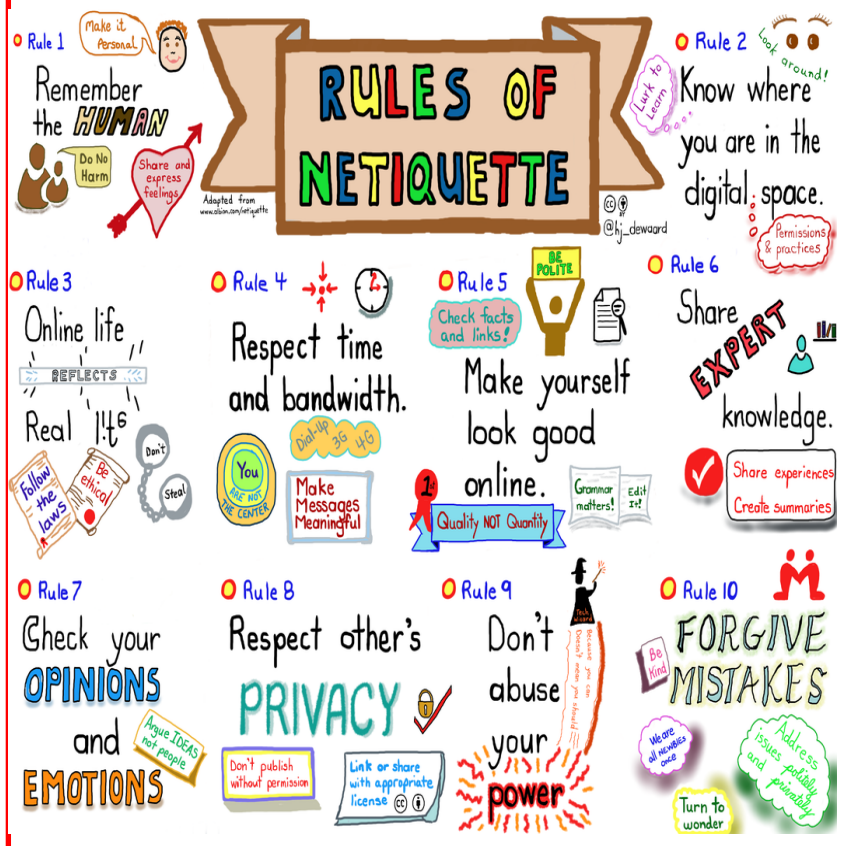 RULES OF
NETIQUETTE
Adapted from
www.albion.com/netiquette
cc
BY
@hj_dewaard
Rule 1
Make it
Personal
Remember
the HUMAN
Do No
Harm
Share and
express
feelings
Rule 2
Look around!
Lurk to
Learn
Know where
you are in the
digital space.
Permissions
& practices
Rule 3
Online life
REFLECTS
Real
Follow
the
laws
Be
ethical
Don't
Steal
Rule 4
Respect time
and bandwidth.
Dial-up
3G
4G
You
ARE NOT
THE CENTER
Make
Messages
Meaningful
Rule 5
BE
POLITE
Check facts
and links!
Make yourself
look good
online.
1st
Quality NOT Quantity
Grammar
matters!
Edit
It!
Rule 6
Share
EXPERT
knowledge.
Share experiences
Create summaries
Rule 7
Check your
OPINIONS
and
EMOTIONS
Argue IDEAS
not people
Rule 8
Respect other's
PRIVACY
Don't publish
without permission
Link or share
with appropriate
license cc
Rule 9
Tech
Wizard
Don't
abuse
your
power
Because you can
Doesn't mean you should
Rule 10
FORGIVE
MISTAKES
Be
Kind
We are
all NEWBIES
once
Address
issues politely
and privately
Turn to
wonder